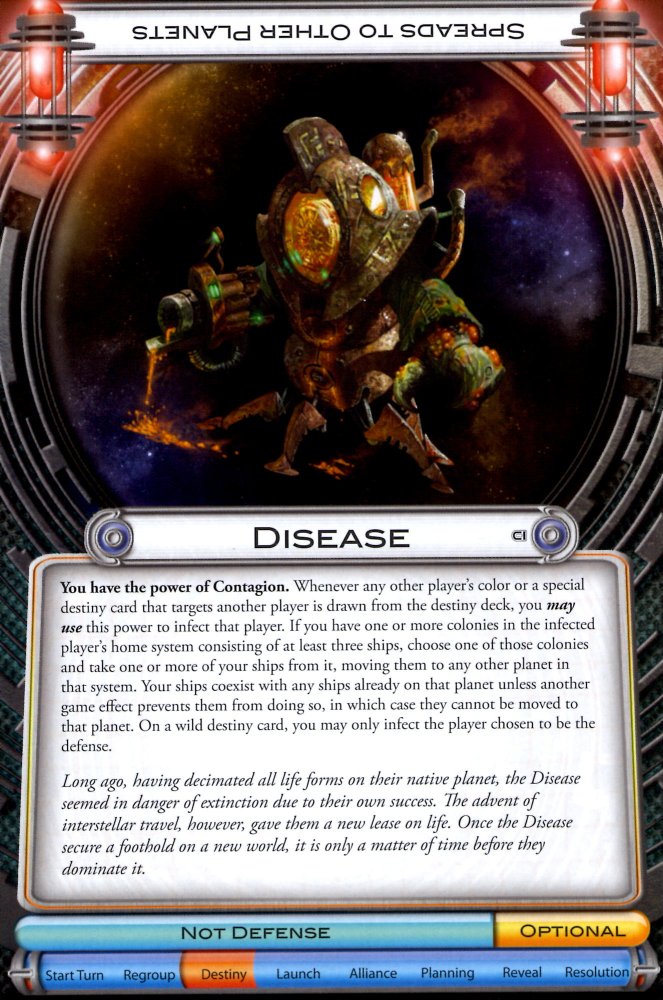 SPREADS TO OTHER PLANETS
DISEASE
CI
You have the power of Contagion. Whenever any other player's color or a special
destiny card that targets another player is drawn from the destiny deck, you may
use this power to infect that player. If you have one or more colonies in the infected
player's home system consisting of at least three ships, choose one of those colonies
and take one or more of your ships from it, moving them to any other planet in
that system. Your ships coexist with any ships already on that planet unless another
game effect prevents them from doing so, in which case they cannot be moved to
that planet. On a wild destiny card, you may only infect the player chosen to be the
defense.
Long ago, having decimated all life forms on their native planet, the Disease
seemed in danger of extinction due to their own success. The advent of
interstellar travel, however, gave them a new lease on life. Once the Disease
secure a foothold on a new world, it is only a matter of time before they
dominate it.
NOT DEFENSE OPTIONAL
Start Turn Regroup Destiny Launch Alliance Planning Reveal Resolution